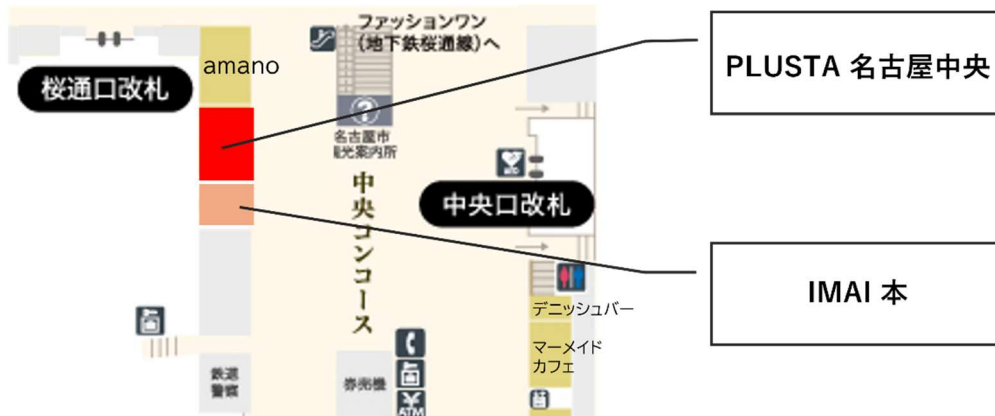 ファッションワン
(地下鉄桜通線)へ
amano
桜通口改札
PLUSTA 名古屋中央
?
名古屋市
観光案内所
AED
中央口改札
中央コンコース
IMAI 本
デニッシュバー
マーメイド
カフェ
鉄道
警察
券売機
ATM